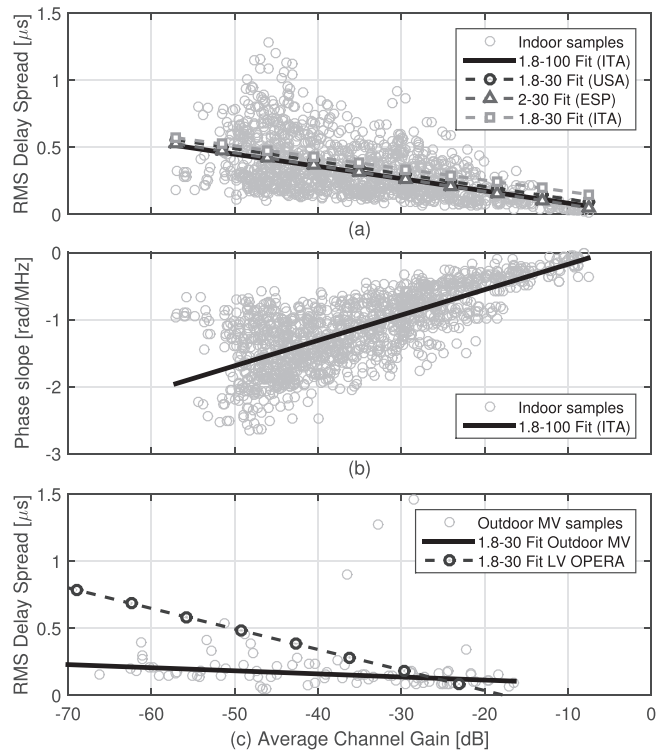 1.5
1
0.5
0
RMS Delay Spread [μs]
Indoor samples
1.8-100 Fit (ITA)
1.8-30 Fit (USA)
2-30 Fit (ESP)
1.8-30 Fit (ITA)
(a)
0
-1
-2
-3
Phase slope [rad/MHz]
Indoor samples
1.8-100 Fit (ITA)
(b)
1.5
1
0.5
0
RMS Delay Spread [μs]
Outdoor MV samples
1.8-30 Fit Outdoor MV
1.8-30 Fit LV OPERA
-70 -60 -50 -40 -30 -20 -10 0
(c) Average Channel Gain [dB]